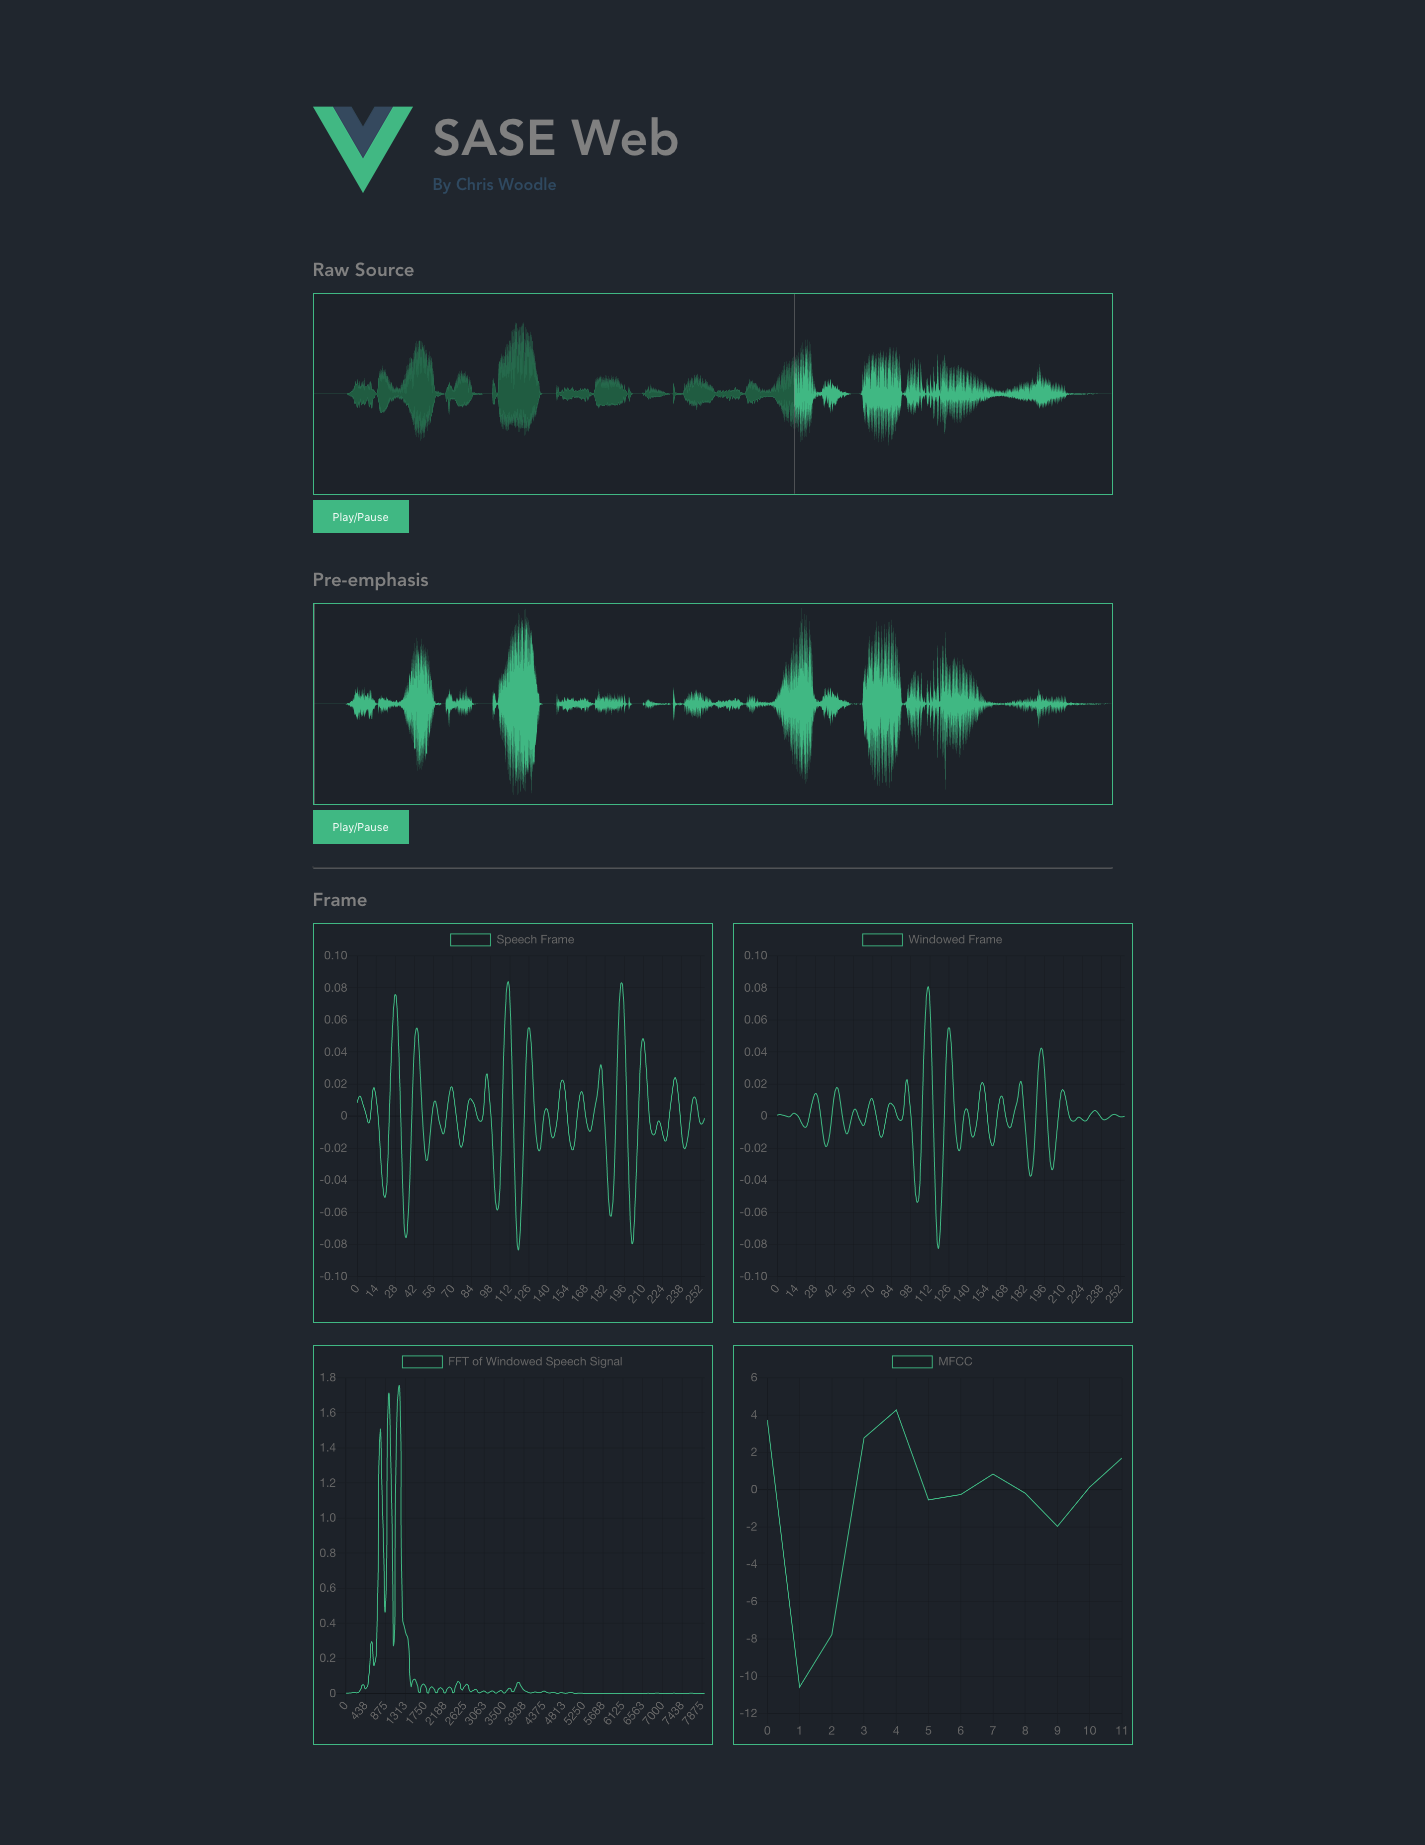 SASE Web
By Chris Woodle
Raw Source
Play/Pause
Pre-emphasis
Play/Pause
Frame
Speech Frame
0.10
0.08
0.06
0.04
0.02
0
-0.02
-0.04
-0.06
-0.08
-0.10
0 14 28 42 56 70 84 98 112 126 140 154 168 182 196 210 224 238 252
Windowed Frame
0.10
0.08
0.06
0.04
0.02
0
-0.02
-0.04
-0.06
-0.08
-0.10
0 14 28 42 56 70 84 98 112 126 140 154 168 182 196 210 224 238 252
FFT of Windowed Speech Signal
1.8
1.6
1.4
1.2
1.0
0.8
0.6
0.4
0.2
0
0 438 875 1313 1750 2188 2625 3063 3500 3938 4375 4813 5250 5688 6125 6563 7000 7438 7875
MFCC
6
4
2
0
-2
-4
-6
-8
-10
-12
0 1 2 3 4 5 6 7 8 9 10 11